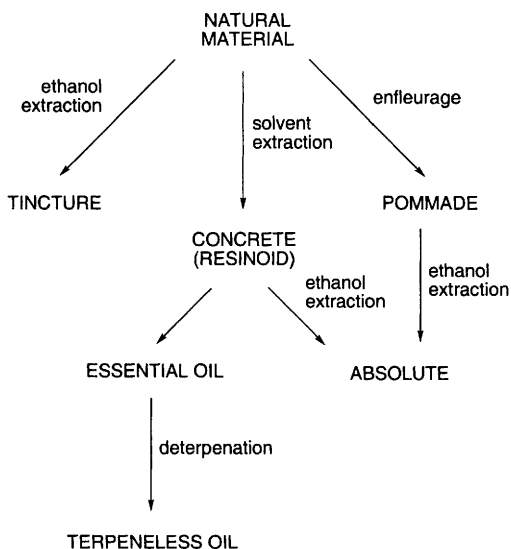 NATURAL
MATERIAL
ethanol
extraction
solvent
extraction
enfleurage
TINCTURE
POMMADE
CONCRETE
(RESINOID)
ethanol
extraction
ethanol
extraction
ESSENTIAL OIL
ABSOLUTE
deterpenation
TERPENELESS OIL